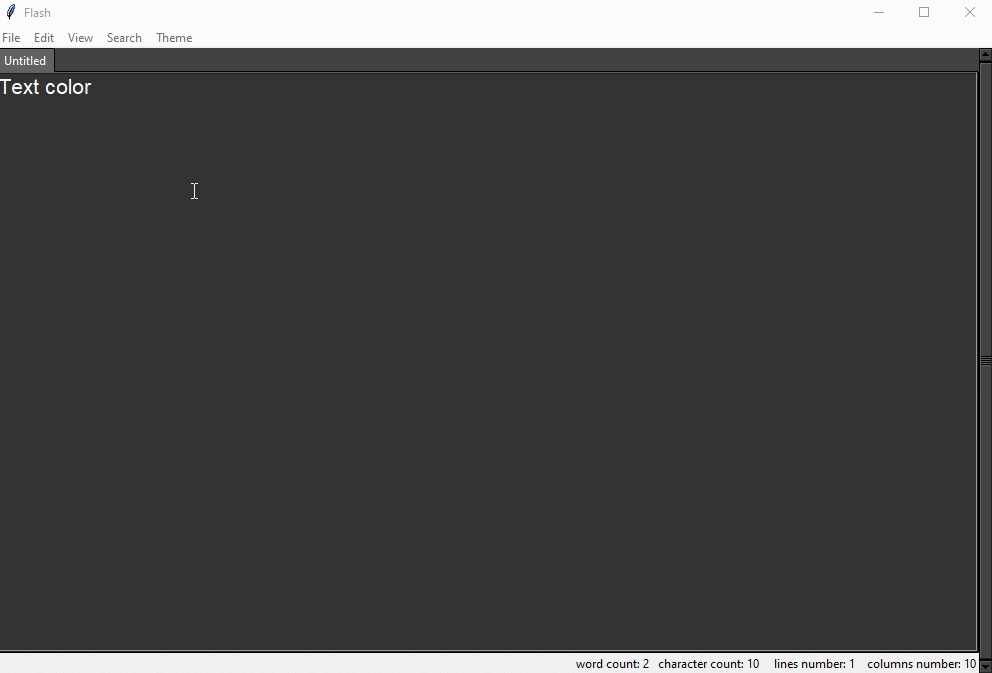 Flash
File Edit View Search Theme
Untitled
Text color
word count: 2 character count: 10 lines number: 1 columns number: 10